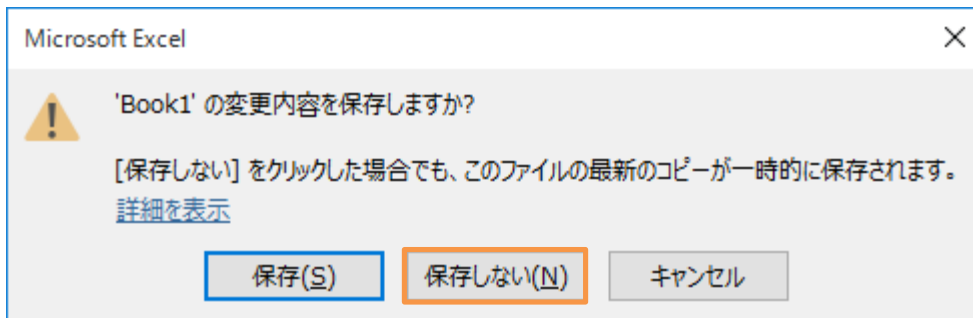 Microsoft Excel
'Book1' の変更内容を保存しますか?
[保存しない] をクリックした場合でも、このファイルの最新のコピーが一時的に保存されます。
詳細を表示
保存(S) 保存しない(N) キャンセル